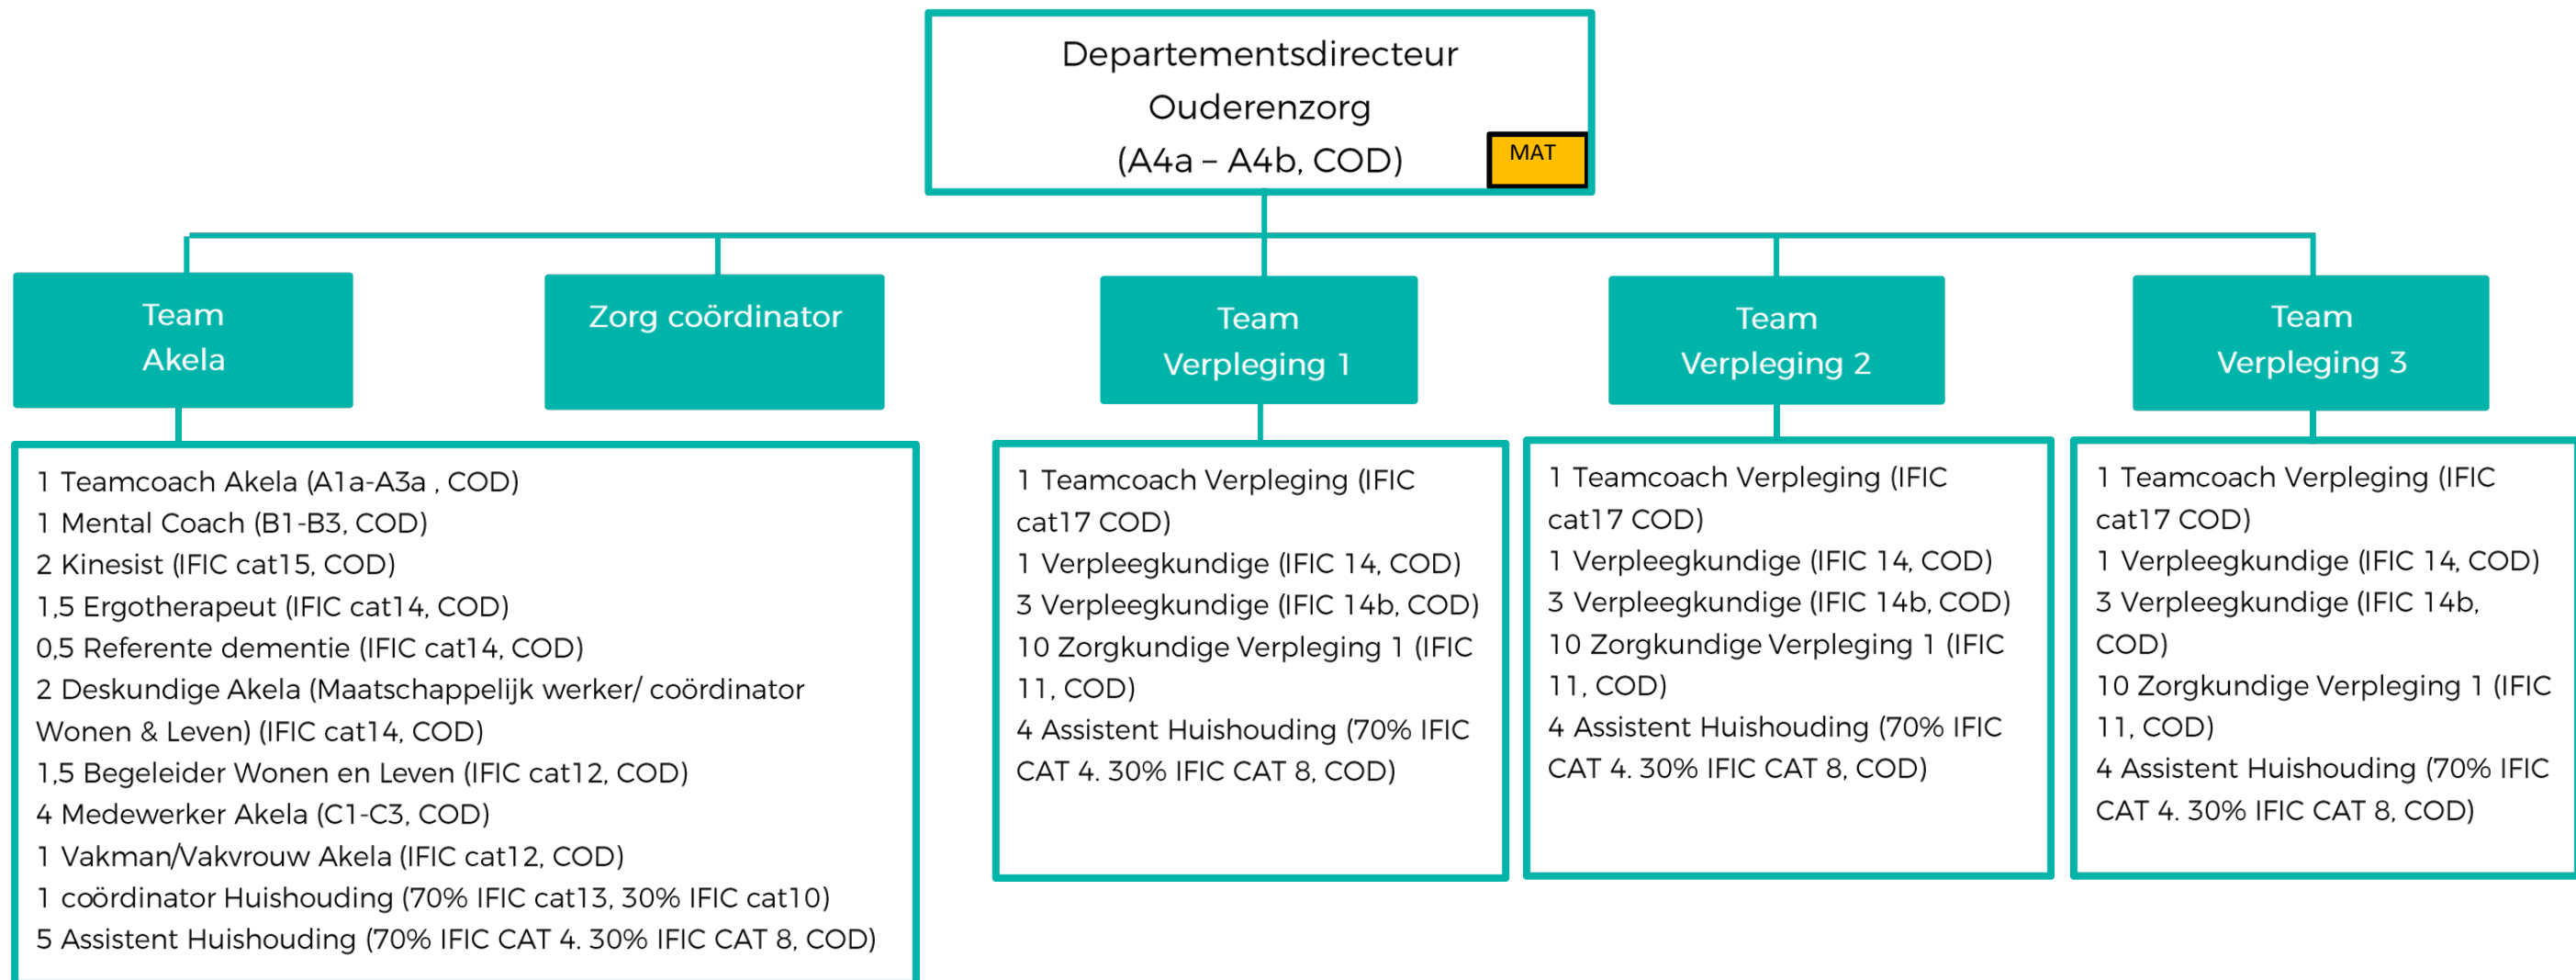 Departementsdirecteur
Ouderenzorg
(A4a – A4b, COD)
MAT
Team
Akela
Zorg coördinator
Team
Verpleging 1
Team
Verpleging 2
Team
Verpleging 3
1 Teamcoach Akela (A1a-A3a , COD)
1 Mental Coach (B1-B3, COD)
2 Kinesist (IFIC cat15, COD)
1,5 Ergotherapeut (IFIC cat14, COD)
0,5 Referente dementie (IFIC cat14, COD)
2 Deskundige Akela (Maatschappelijk werker/ coördinator
Wonen & Leven) (IFIC cat14, COD)
1,5 Begeleider Wonen en Leven (IFIC cat12, COD)
4 Medewerker Akela (C1-C3, COD)
1 Vakman/Vakvrouw Akela (IFIC cat12, COD)
1 coördinator Huishouding (70% IFIC cat13, 30% IFIC cat10)
5 Assistent Huishouding (70% IFIC CAT 4. 30% IFIC CAT 8, COD)
1 Teamcoach Verpleging (IFIC
cat17 COD)
1 Verpleegkundige (IFIC 14, COD)
3 Verpleegkundige (IFIC 14b, COD)
10 Zorgkundige Verpleging 1 (IFIC
11, COD)
4 Assistent Huishouding (70% IFIC
CAT 4. 30% IFIC CAT 8, COD)
1 Teamcoach Verpleging (IFIC
cat17 COD)
1 Verpleegkundige (IFIC 14, COD)
3 Verpleegkundige (IFIC 14b, COD)
10 Zorgkundige Verpleging 1 (IFIC
11, COD)
4 Assistent Huishouding (70% IFIC
CAT 4. 30% IFIC CAT 8, COD)
1 Teamcoach Verpleging (IFIC
cat17 COD)
1 Verpleegkundige (IFIC 14, COD)
3 Verpleegkundige (IFIC 14b,
COD)
10 Zorgkundige Verpleging 1 (IFIC
11, COD)
4 Assistent Huishouding (70% IFIC
CAT 4. 30% IFIC CAT 8, COD)